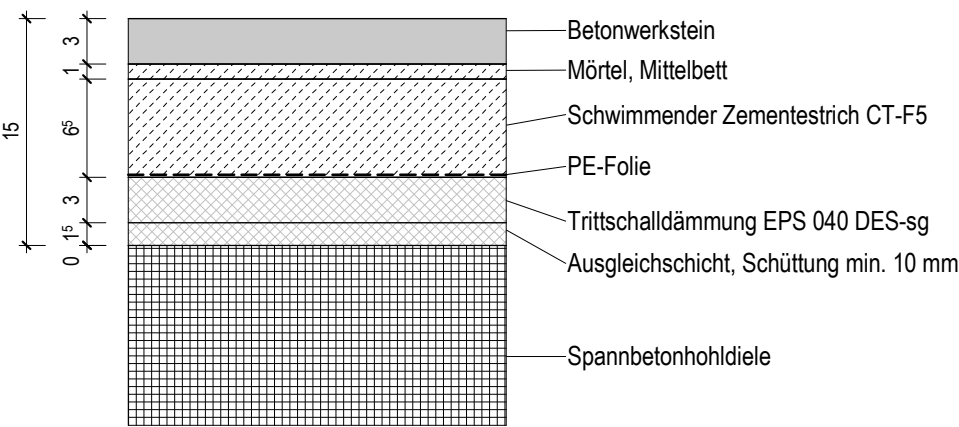 Betonwerkstein
Mörtel, Mittelbett
Schwimmender Zementestrich CT-F5
PE-Folie
Trittschalldämmung EPS 040 DES-sg
Ausgleichschicht, Schüttung min. 10 mm
Spannbetonhohldiele
15
3
1
6⁵
3
1⁵
0